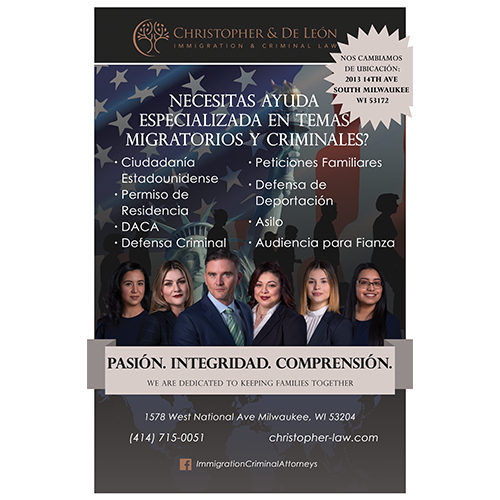 CHRISTOPHER & DE LEÓN
IMMIGRATION & CRIMINAL LAW
NOS CAMBIAMOS
DE UBICACIÓN:
2013 14TH AVE
SOUTH MILWAUKEE
WI 53172
NECESITAS AYUDA
ESPECIALIZADA EN TEMAS
MIGRATORIOS Y CRIMINALES?
· Ciudadanía
Estadounidense
· Permiso de
Residencia
· DACA
· Defensa Criminal
· Peticiones Familiares
· Defensa de
Deportación
· Asilo
· Audiencia para Fianza
PASIÓN. INTEGRIDAD. COMPRENSIÓN.
WE ARE DEDICATED TO KEEPING FAMILIES TOGETHER
1578 West National Ave Milwaukee, WI 53204
(414) 715-0051 christopher-law.com
f ImmigrationCriminalAttorneys